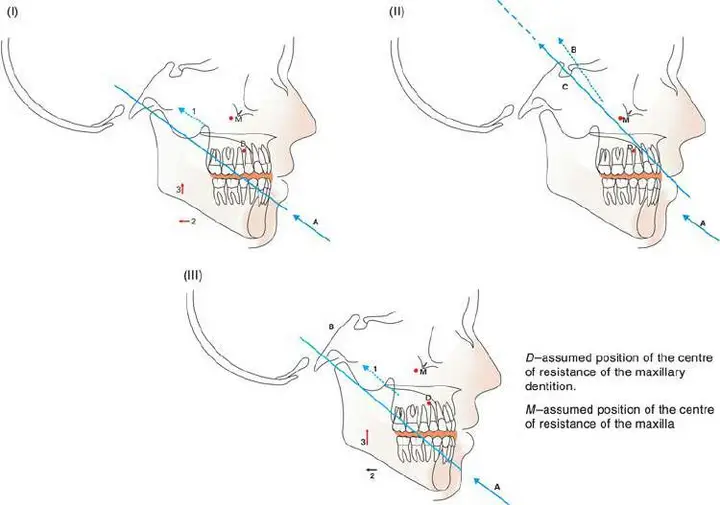 (I)
1
M
D
3
2
A
(II)
B
C
M
D
A
(III)
B
1
M
D
3
2
A
D–assumed position of the centre
of resistance of the maxillary
dentition.
M–assumed position of the centre
of resistance of the maxilla